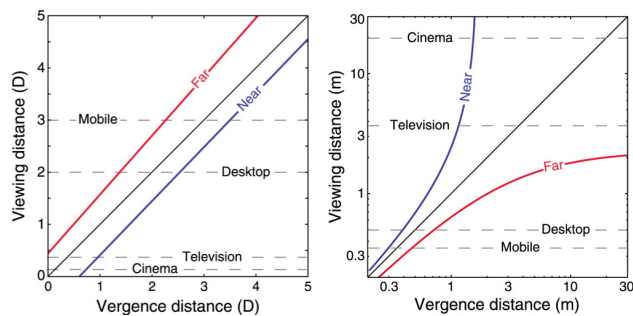 5
4
3
2
1
0
Viewing distance (D)
Far
Near
Mobile
Desktop
Television
Cinema
0 1 2 3 4 5
Vergence distance (D)
30
10
3
1
0.3
Viewing distance (m)
Cinema
Near
Television
Far
Desktop
Mobile
0.3 1 3 10 30
Vergence distance (m)